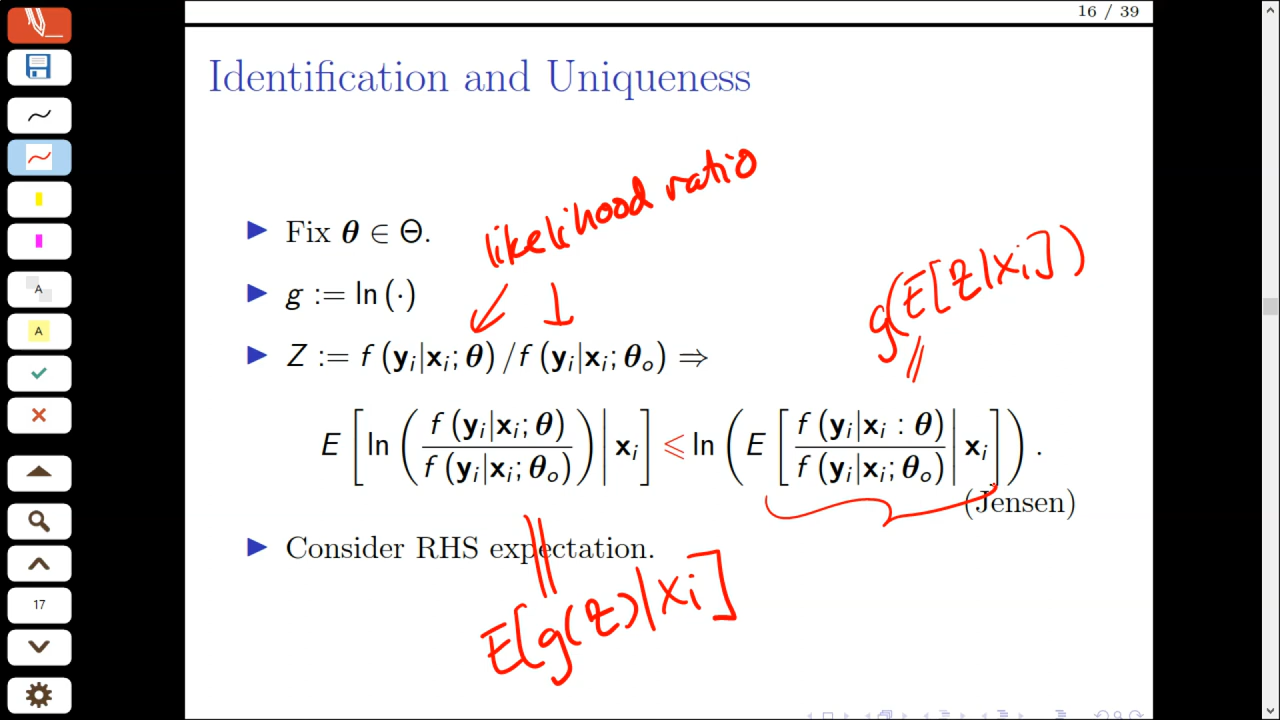 16 / 39
Identification and Uniqueness
likelihood ratio
▶ Fix θ ∈ Θ.
g(E[Z|xi])
▶ g := ln (·)
▶ Z := f (yᵢ|xᵢ; θ) /f (yᵢ|xᵢ; θₒ) ⇒
E [ ln ( f (yᵢ|xᵢ; θ) / f (yᵢ|xᵢ; θₒ) ) | xᵢ ] ⩽ ln ( E [ f (yᵢ|xᵢ : θ) / f (yᵢ|xᵢ; θₒ) | xᵢ ] ) .
(Jensen)
▶ Consider RHS expectation.
E[g(Z)|xi]
A
A
17